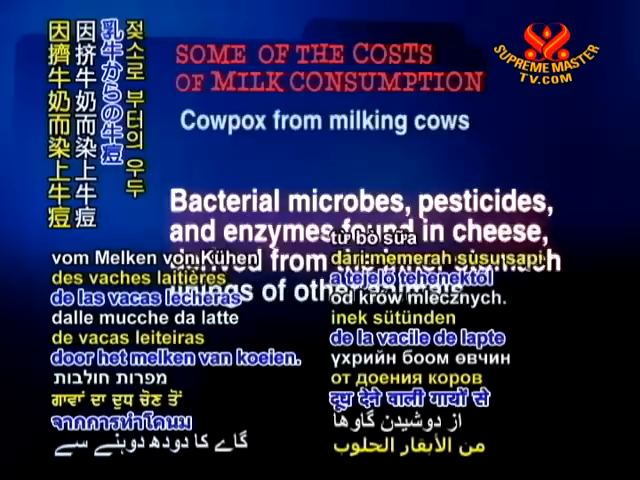 젖소로 부터의 우두
乳牛からの牛痘
因挤牛奶而染上牛痘
因擠牛奶而染上牛痘
SOME OF THE COSTS
OF MILK CONSUMPTION
SUPREME MASTER
TV.COM
Cowpox from milking cows
Bacterial microbes, pesticides,
and enzymes found in cheese,
from
of other
vom Melken von Kühen
des vaches laitières
de las vacas lecheras
dalle mucche da latte
de vacas leiteiras
door het melken van koeien.
מפרות חולבות
ਗਾਵਾਂ ਦਾ ਦੁਧ ਚੋਣ ਤੋਂ
จากการทำโคนม
گائے کا دودھ دوہنے سے
từ bò sữa
dari memerah susu sapi
a tejelő tehenektől
od krów mlecznych.
inek sütünden
de la vacile de lapte
үхрийн боом өвчин
от доения коров
दूध देने वाली गायों से
از دوشیدن گاوها
من الأبقار الحلوب